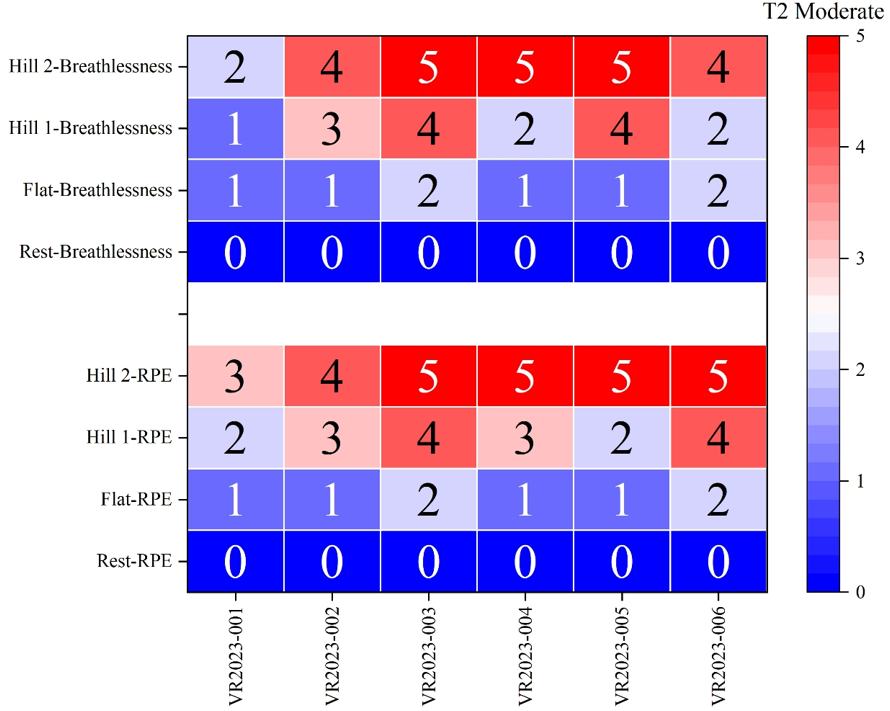 T2 Moderate
Hill 2-Breathlessness 2 4 5 5 5 4
Hill 1-Breathlessness 1 3 4 2 4 2
Flat-Breathlessness 1 1 2 1 1 2
Rest-Breathlessness 0 0 0 0 0 0
Hill 2-RPE 3 4 5 5 5 5
Hill 1-RPE 2 3 4 3 2 4
Flat-RPE 1 1 2 1 1 2
Rest-RPE 0 0 0 0 0 0
VR2023-001 VR2023-002 VR2023-003 VR2023-004 VR2023-005 VR2023-006
5
4
3
2
1
0